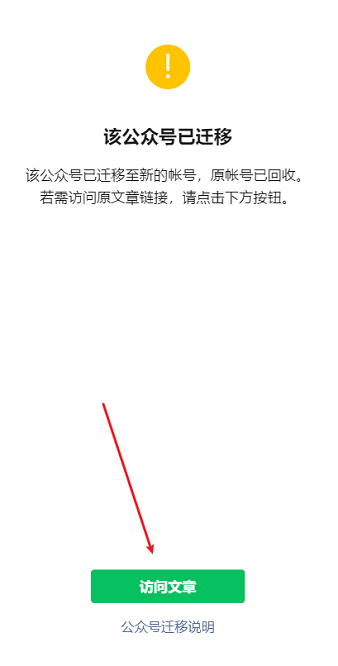 该公众号已迁移
该公众号已迁移至新的帐号，原帐号已回收。
若需访问原文章链接，请点击下方按钮。
访问文章
公众号迁移说明